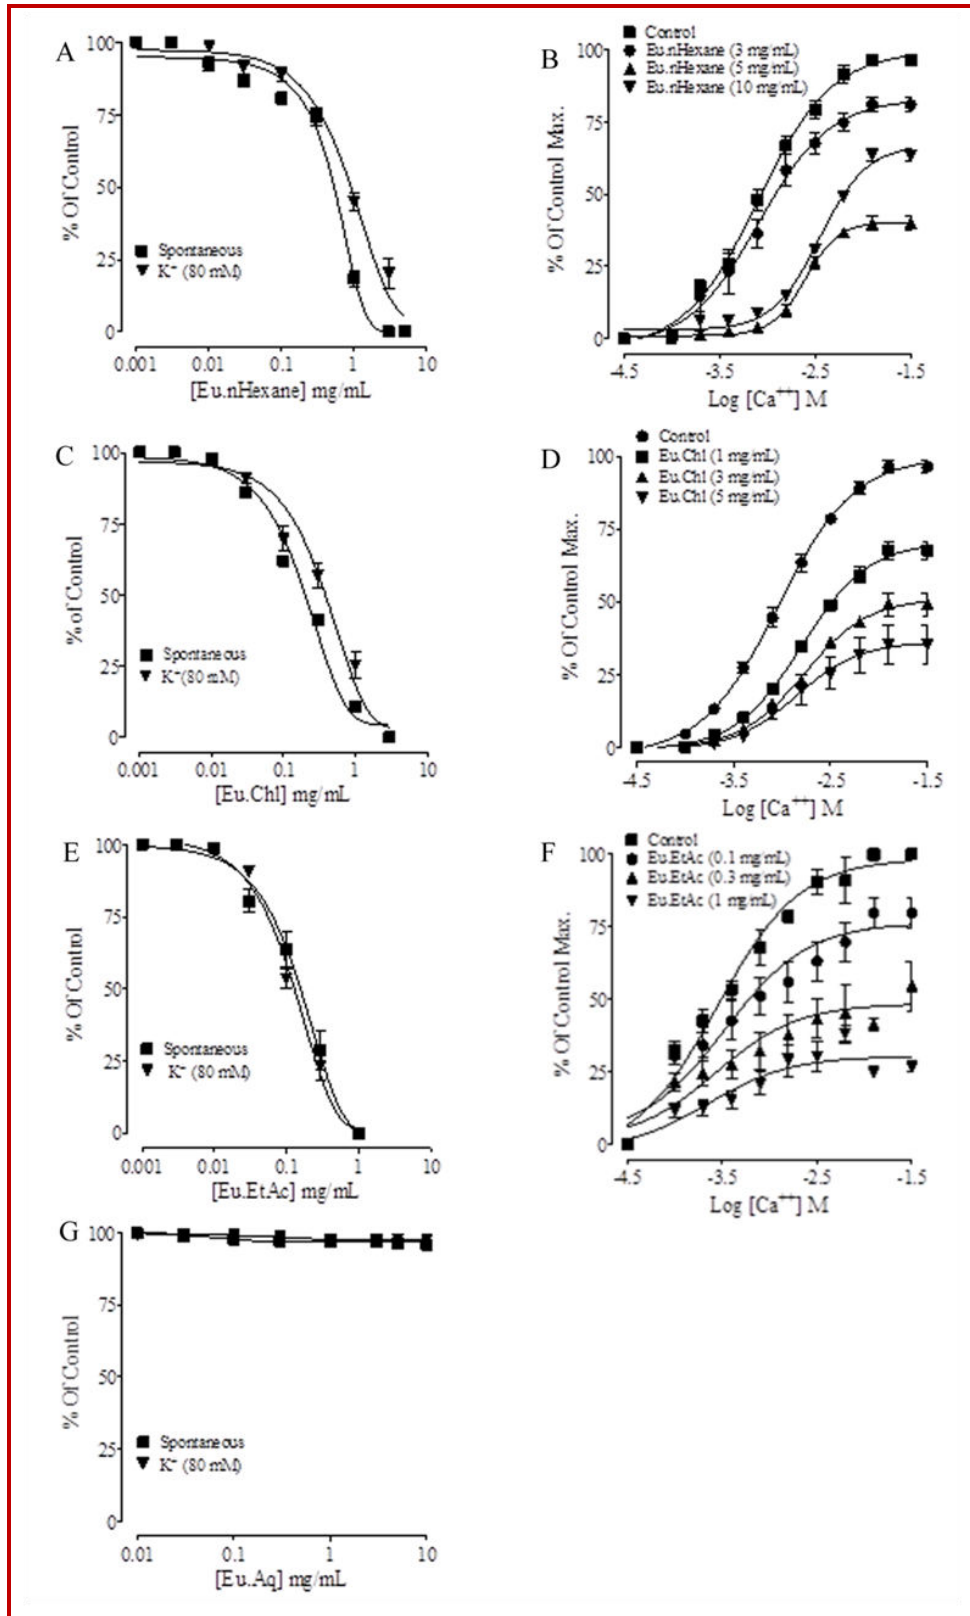 A
100
75
50
25
0
% Of Control
Spontaneous
K⁺ (80 mM)
0.001 0.01 0.1 1 10
[Eu.nHexane] mg/mL
B
Control
Eu.nHexane (3 mg/mL)
Eu.nHexane (5 mg/mL)
Eu.nHexane (10 mg/mL)
100
75
50
25
0
% Of Control Max.
-4.5 -3.5 -2.5 -1.5
Log [Ca⁺⁺] M
C
100
75
50
25
0
% of Control
Spontaneous
K⁺(80 mM)
0.001 0.01 0.1 1 10
[Eu.Chl] mg/mL
D
Control
Eu.Chl (1 mg/mL)
Eu.Chl (3 mg/mL)
Eu.Chl (5 mg/mL)
100
75
50
25
0
% Of Control Max.
-4.5 -3.5 -2.5 -1.5
Log [Ca⁺⁺] M
E
100
75
50
25
0
% Of Control
Spontaneous
K⁺ (80 mM)
0.001 0.01 0.1 1 10
[Eu.EtAc] mg/mL
F
Control
Eu.EtAc (0.1 mg/mL)
Eu.EtAc (0.3 mg/mL)
Eu.EtAc (1 mg/mL)
100
75
50
25
0
% Of Control Max.
-4.5 -3.5 -2.5 -1.5
Log [Ca⁺⁺] M
G
100
75
50
25
0
% Of Control
Spontaneous
K⁺ (80 mM)
0.01 0.1 1 10
[Eu.Aq] mg/mL